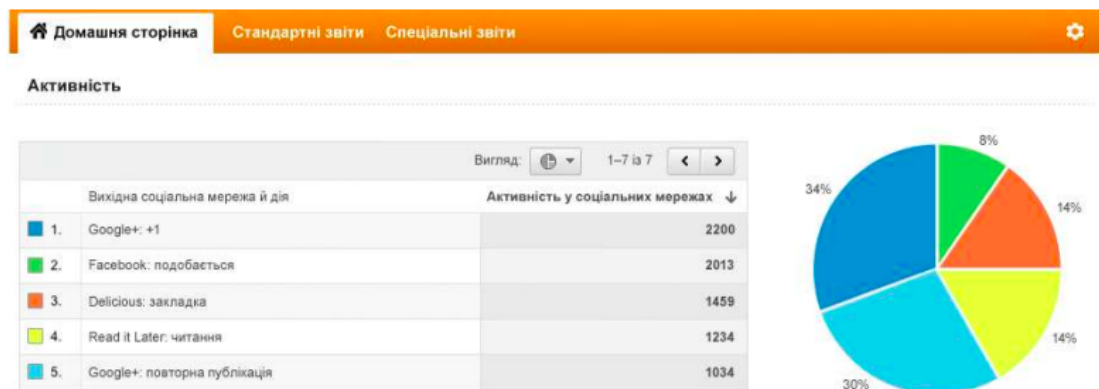 Домашня сторінка Стандартні звіти Спеціальні звіти
Активність
Вигляд: 1–7 із 7
Вихідна соціальна мережа й дія Активність у соціальних мережах
1. Google+: +1 2200
2. Facebook: подобається 2013
3. Delicious: закладка 1459
4. Read it Later: читання 1234
5. Google+: повторна публікація 1034
8%
34%
14%
14%
30%